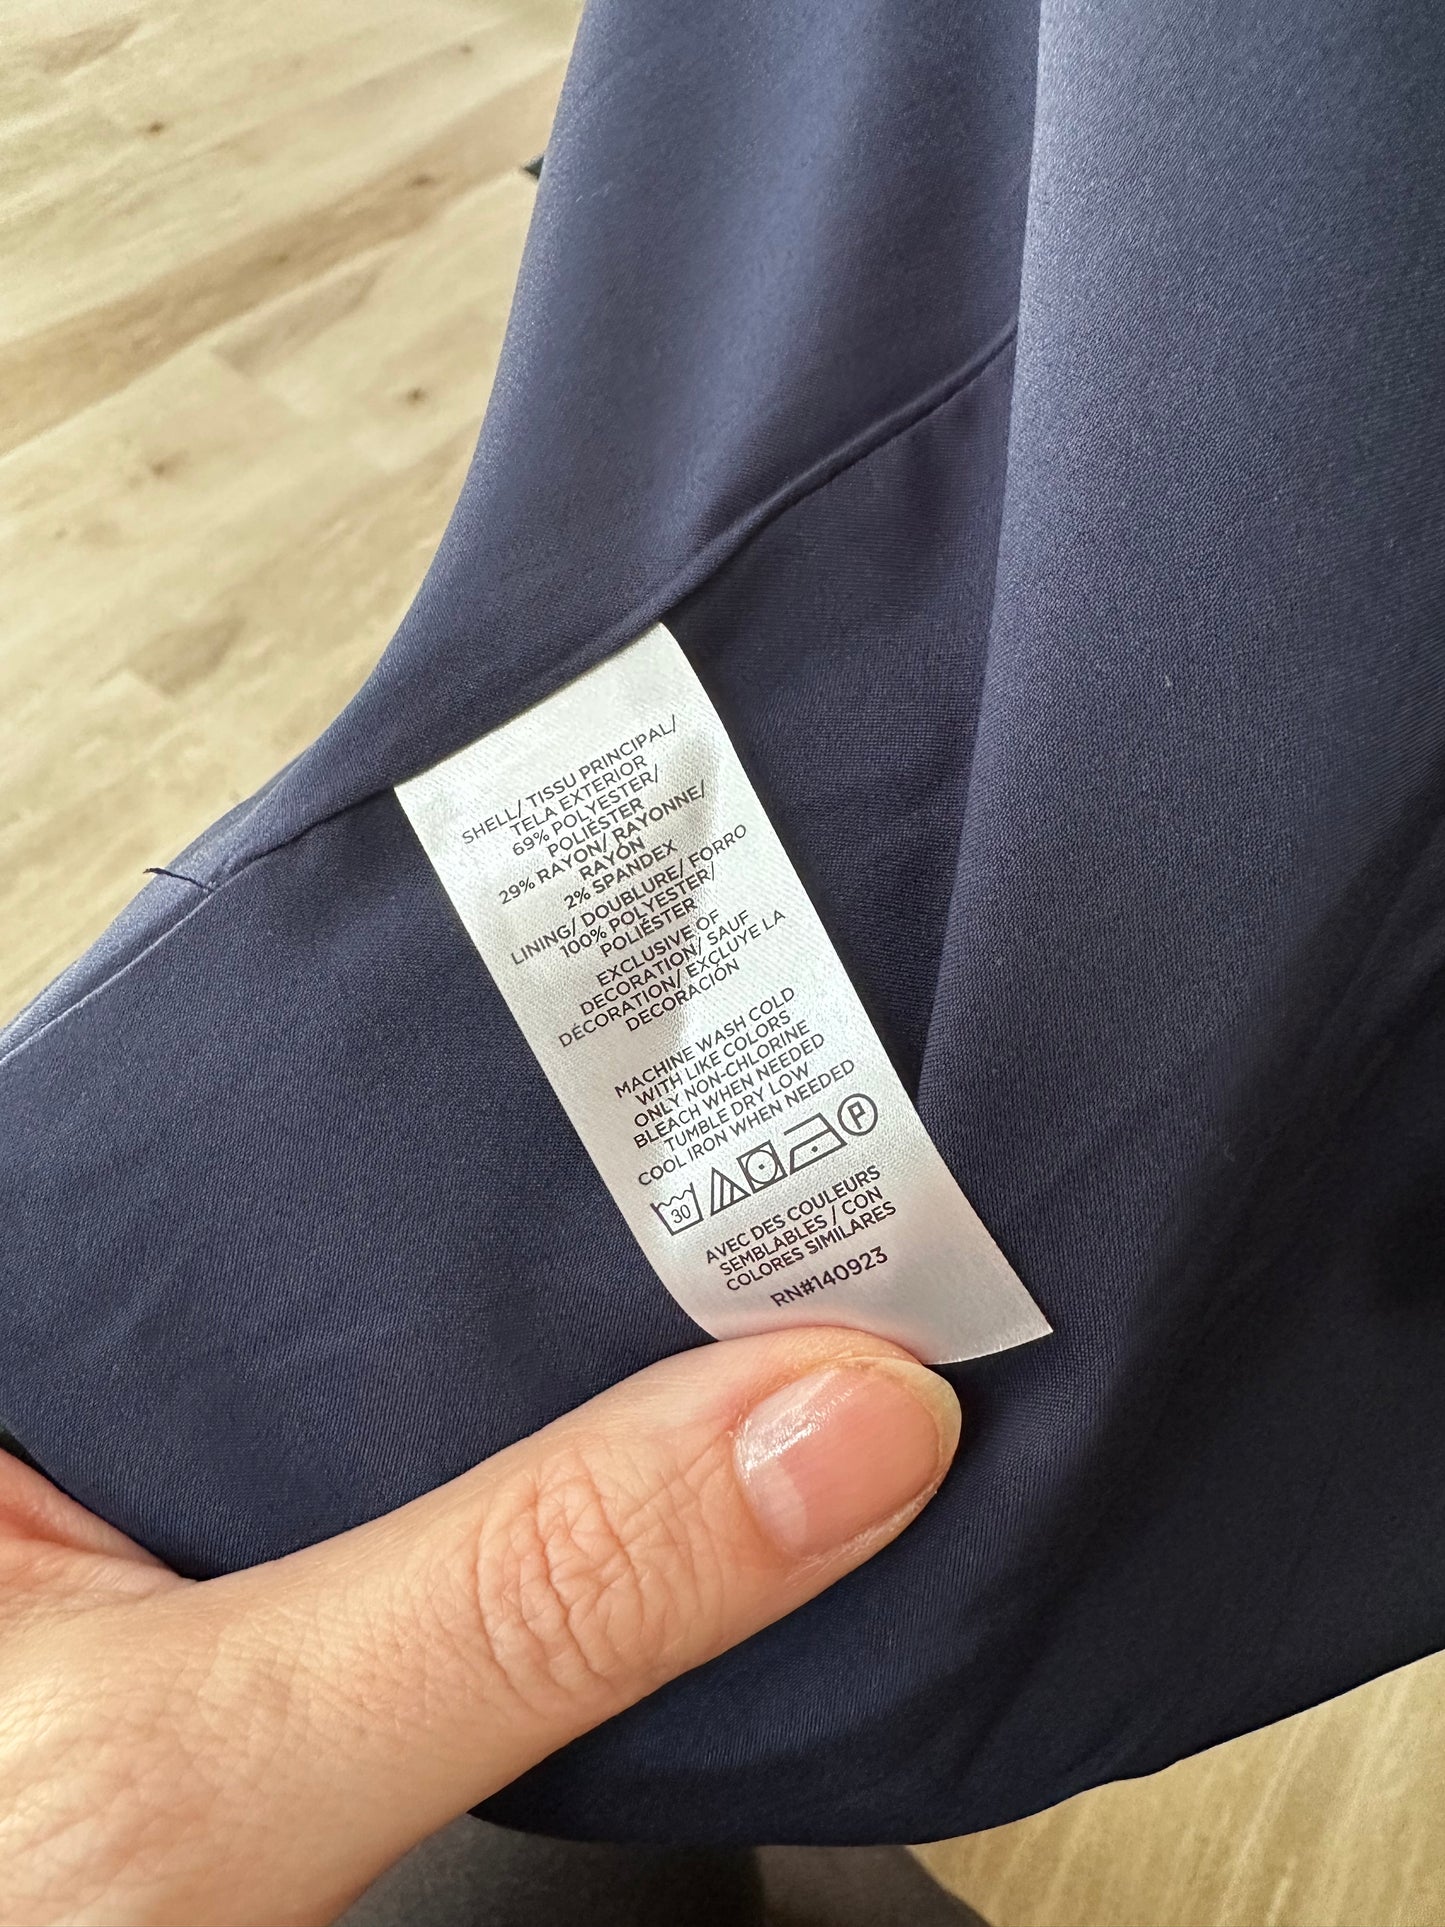 SHELL/ TISSU PRINCIPAL/
TELA EXTERIOR
69% POLYESTER/
POLIÉSTER
29% RAYON/ RAYONNE/
RAYÓN
2% SPANDEX
LINING/ DOUBLURE/ FORRO
100% POLYESTER/
POLIÉSTER
EXCLUSIVE OF
DECORATION/ SAUF
DÉCORATION/ EXCLUYE LA
DECORACIÓN
MACHINE WASH COLD
WITH LIKE COLORS
ONLY NON-CHLORINE
BLEACH WHEN NEEDED
TUMBLE DRY LOW
COOL IRON WHEN NEEDED
30 P
AVEC DES COULEURS
SEMBLABLES / CON
COLORES SIMILARES
RN#140923